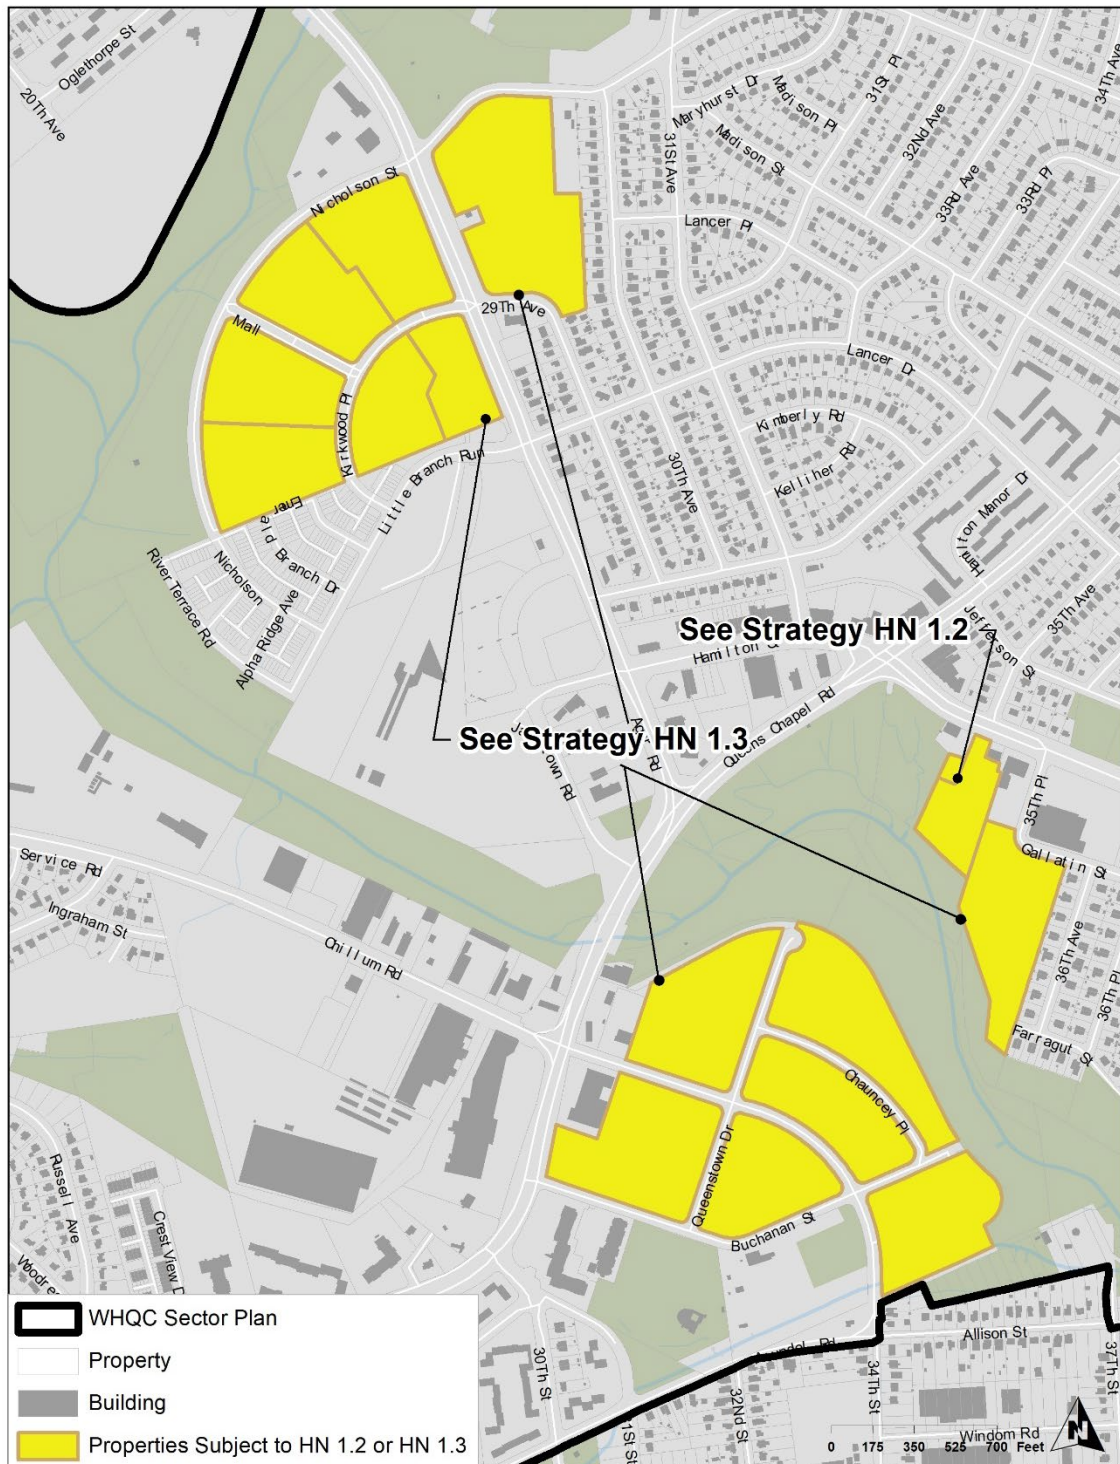 Oglethorpe St
20Th Ave
Maryhurst Dr
Madison Pl
31St Pl
34Th Ave
32Nd Ave
Madison St
31St Ave
33Rd Ave
33Rd Pl
Nicholson St
Lancer Pl
29Th Ave
Mall
Lancer Dr
Kirkwood Pl
Kimberly Rd
Kelliher Rd
30Th Ave
Little Branch Run
Hamilton Manor Dr
River Terrace Rd
Nicholson
Alpha Ridge Ave
35Th Ave
Jefferson St
See Strategy HN 1.2
Hamilton St
Queens Chapel Rd
See Strategy HN 1.3
35Th Pl
Gallatin St
Service Rd
Ingraham St
Chillum Rd
36Th Ave
36Th Pl
Farragut St
Chauncey Pl
Queenstown Dr
Buchanan St
Russell Ave
Crest View D
WHQC Sector Plan
Property
Building
Properties Subject to HN 1.2 or HN 1.3
Allison St
30Th St
31St St
32Nd St
34Th St
37Th St
Windom Rd
N
0 175 350 525 700 Feet